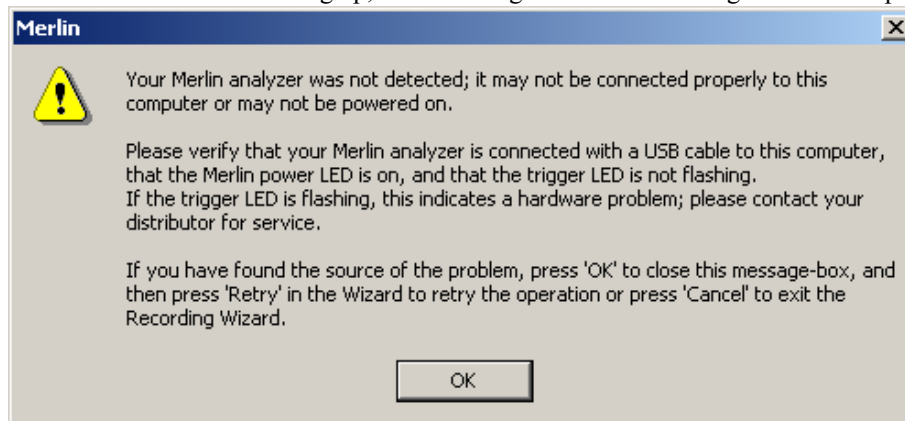 Merlin
Your Merlin analyzer was not detected; it may not be connected properly to this
computer or may not be powered on.
Please verify that your Merlin analyzer is connected with a USB cable to this computer,
that the Merlin power LED is on, and that the trigger LED is not flashing.
If the trigger LED is flashing, this indicates a hardware problem; please contact your
distributor for service.
If you have found the source of the problem, press 'OK' to close this message-box, and
then press 'Retry' in the Wizard to retry the operation or press 'Cancel' to exit the
Recording Wizard.
OK